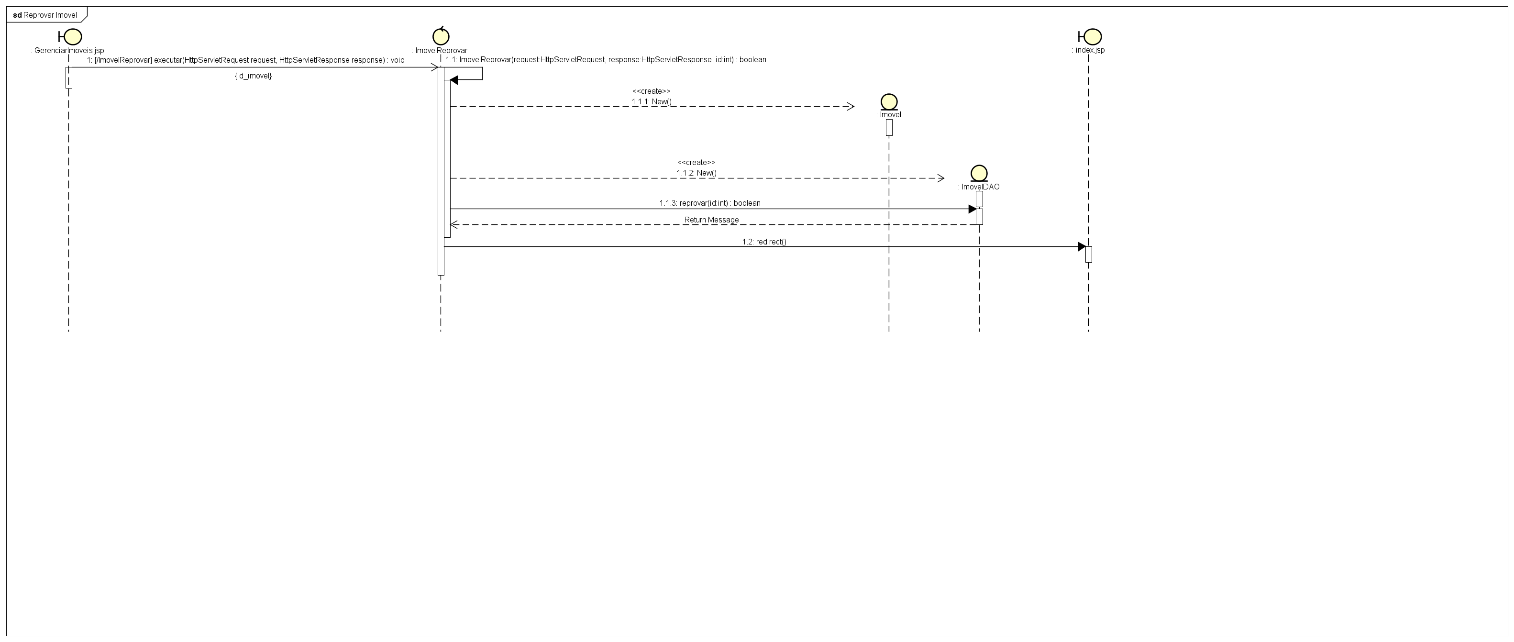 sd Reprovar Imovel
: GerenciarImoveis.jsp
: ImovelReprovar
: index.jsp
1: [/ImovelReprovar] executar(HttpServletRequest request, HttpServletResponse response) : void
{id_imovel}
1.1: ImovelReprovar(request:HttpServletRequest, response:HttpServletResponse, id:int) : boolean
<<create>>
1.1.1: New()
: Imovel
<<create>>
1.1.2: New()
: ImovelDAO
1.1.3: reprovar(id:int) : boolean
Return Message
1.2: redirect()